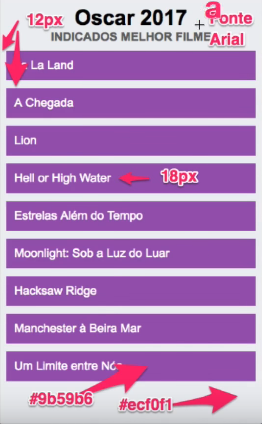 12px
Oscar 2017
a
Fonte
Arial
INDICADOS MELHOR FILME
La La Land
A Chegada
Lion
Hell or High Water
18px
Estrelas Além do Tempo
Moonlight: Sob a Luz do Luar
Hacksaw Ridge
Manchester à Beira Mar
Um Limite entre Nós
#9b59b6
#ecf0f1